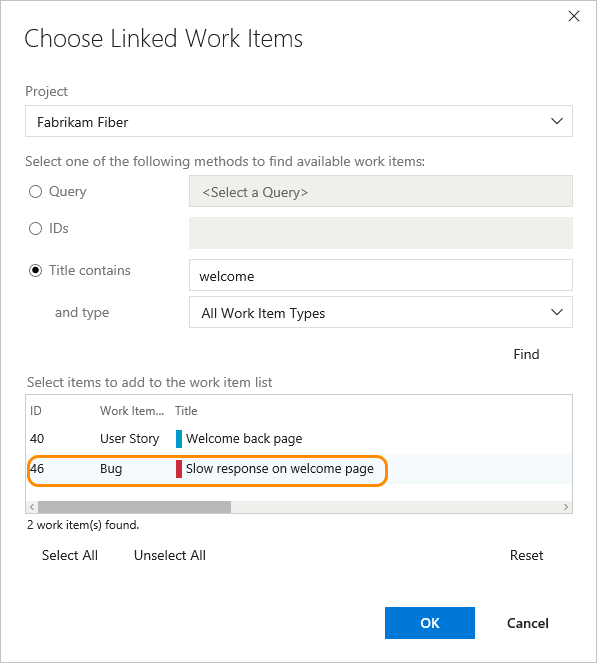 Choose Linked Work Items
Project
Fabrikam Fiber
Select one of the following methods to find available work items:
Query <Select a Query>
IDs
Title contains welcome
and type All Work Item Types
Find
Select items to add to the work item list
ID Work Item... Title
40 User Story Welcome back page
46 Bug Slow response on welcome page
2 work item(s) found.
Select All Unselect All Reset
OK Cancel